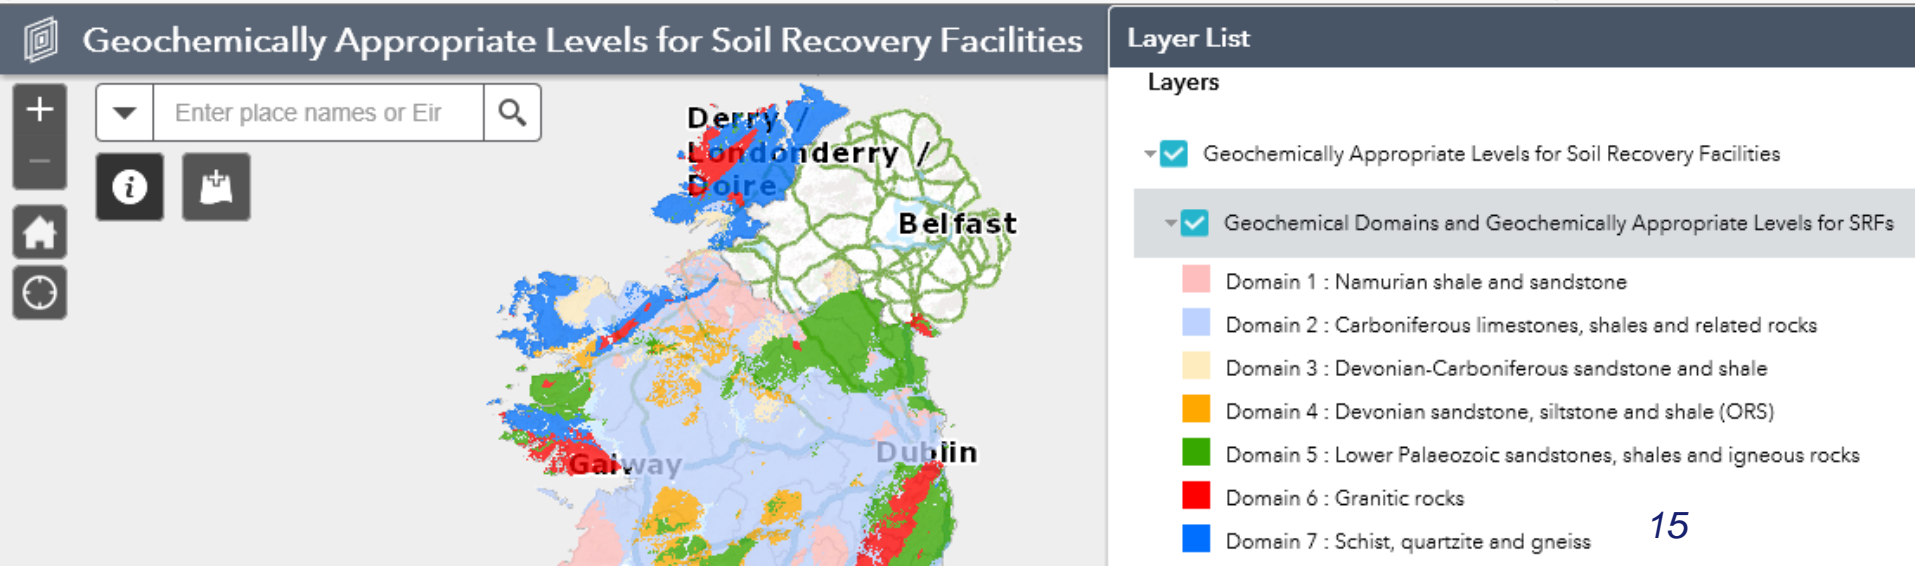 Geochemically Appropriate Levels for Soil Recovery Facilities
Enter place names or Eir
Derry /
Londonderry /
Doire
Belfast
Galway
Dublin
Layer List
Layers
Geochemically Appropriate Levels for Soil Recovery Facilities
Geochemical Domains and Geochemically Appropriate Levels for SRFs
Domain 1 : Namurian shale and sandstone
Domain 2 : Carboniferous limestones, shales and related rocks
Domain 3 : Devonian-Carboniferous sandstone and shale
Domain 4 : Devonian sandstone, siltstone and shale (ORS)
Domain 5 : Lower Palaeozoic sandstones, shales and igneous rocks
Domain 6 : Granitic rocks
Domain 7 : Schist, quartzite and gneiss
15